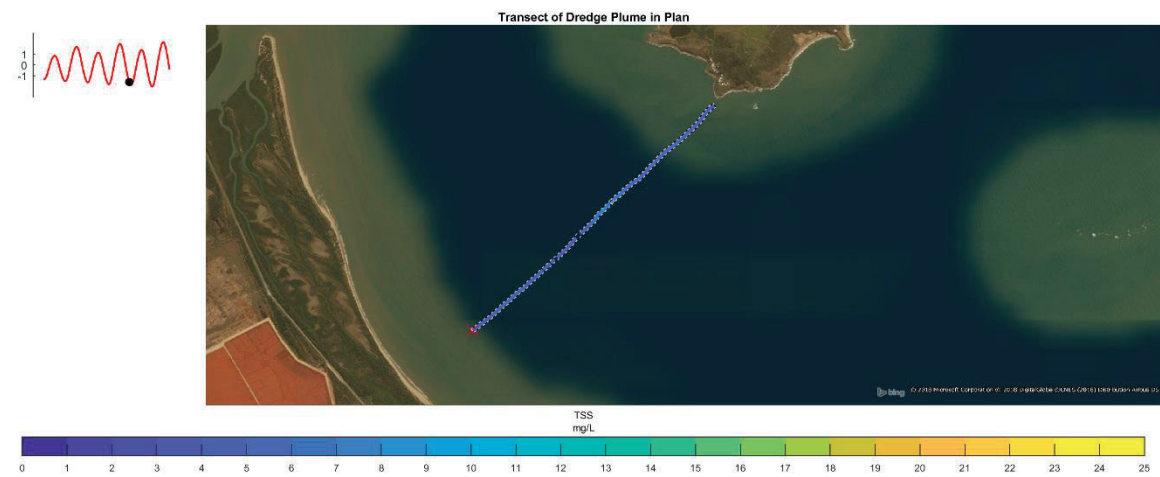 Transect of Dredge Plume in Plan
1
0
-1
bing
TSS
mg/L
0 1 2 3 4 5 6 7 8 9 10 11 12 13 14 15 16 17 18 19 20 21 22 23 24 25